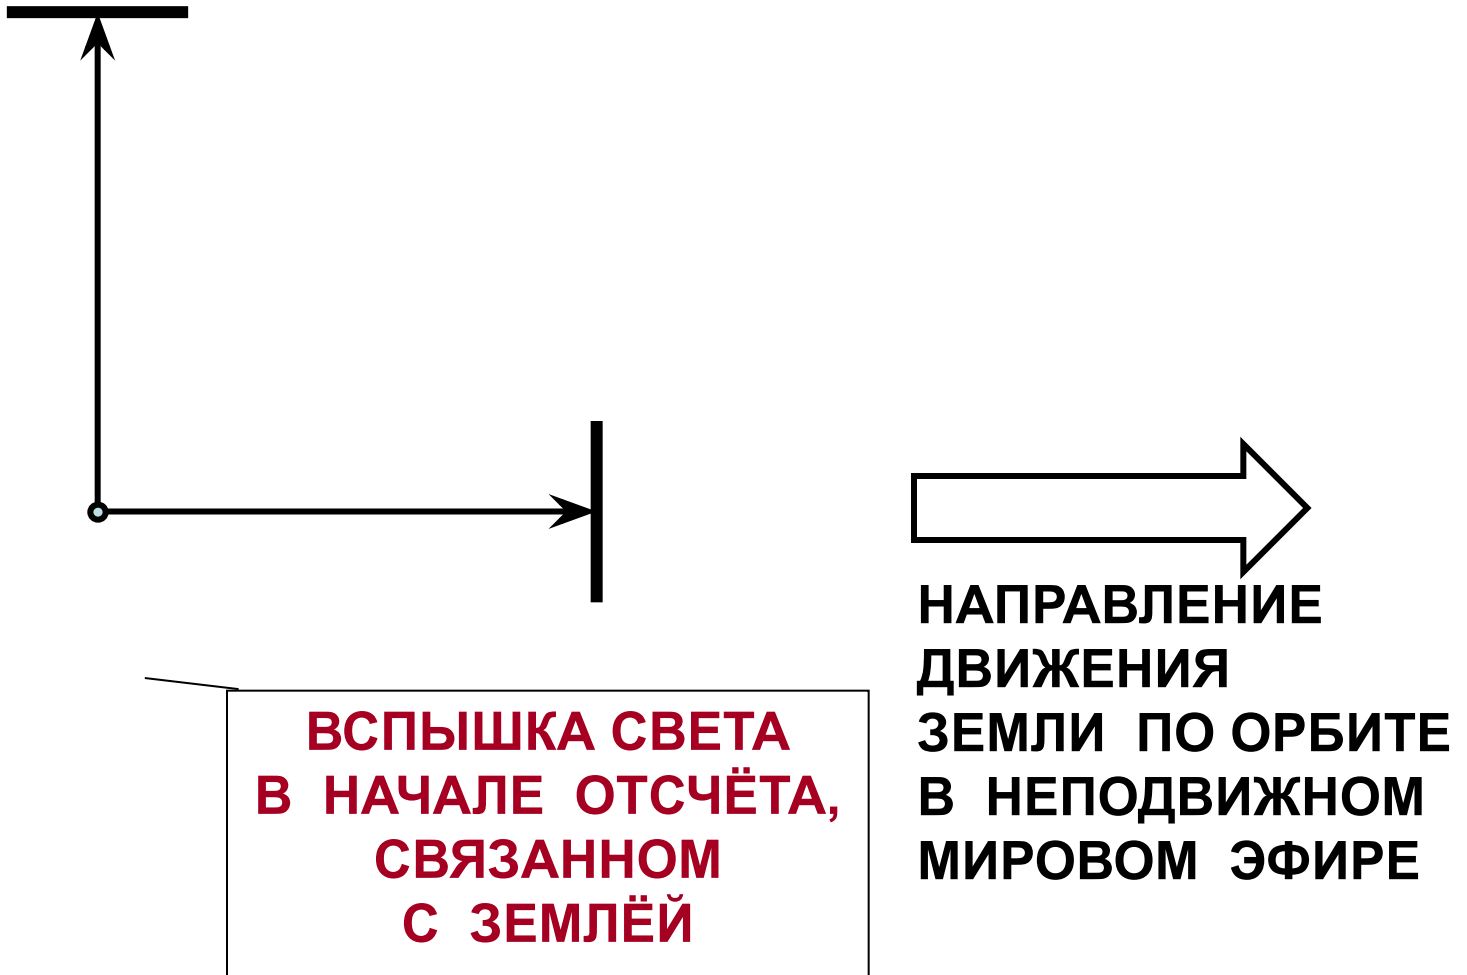 НАПРАВЛЕНИЕ
ДВИЖЕНИЯ
ЗЕМЛИ ПО ОРБИТЕ
В НЕПОДВИЖНОМ
МИРОВОМ ЭФИРЕ
ВСПЫШКА СВЕТА
В НАЧАЛЕ ОТСЧЁТА,
СВЯЗАННОМ
С ЗЕМЛЁЙ